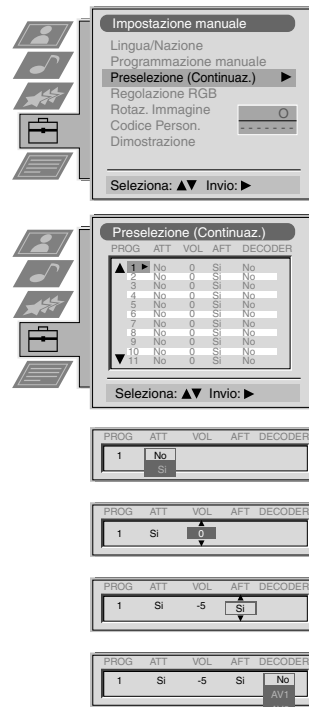 Impostazione manuale
Lingua/Nazione
Programmazione manuale
Preselezione (Continuaz.) ▶
Regolazione RGB
Rotaz. Immagine O
Codice Person. - - - - - - -
Dimostrazione
Seleziona: ▲▼ Invio: ▶
Preselezione (Continuaz.)
PROG ATT VOL AFT DECODER
▲ 1 ▶ No 0 Si No
2 No 0 Si No
3 No 0 Si No
4 No 0 Si No
5 No 0 Si No
6 No 0 Si No
7 No 0 Si No
8 No 0 Si No
9 No 0 Si No
10 No 0 Si No
▼ 11 No 0 Si No
Seleziona: ▲▼ Invio: ▶
PROG ATT VOL AFT DECODER
1 No
Si
PROG ATT VOL AFT DECODER
1 Si 0
PROG ATT VOL AFT DECODER
1 Si -5 Si
PROG ATT VOL AFT DECODER
1 Si -5 Si No
AV1